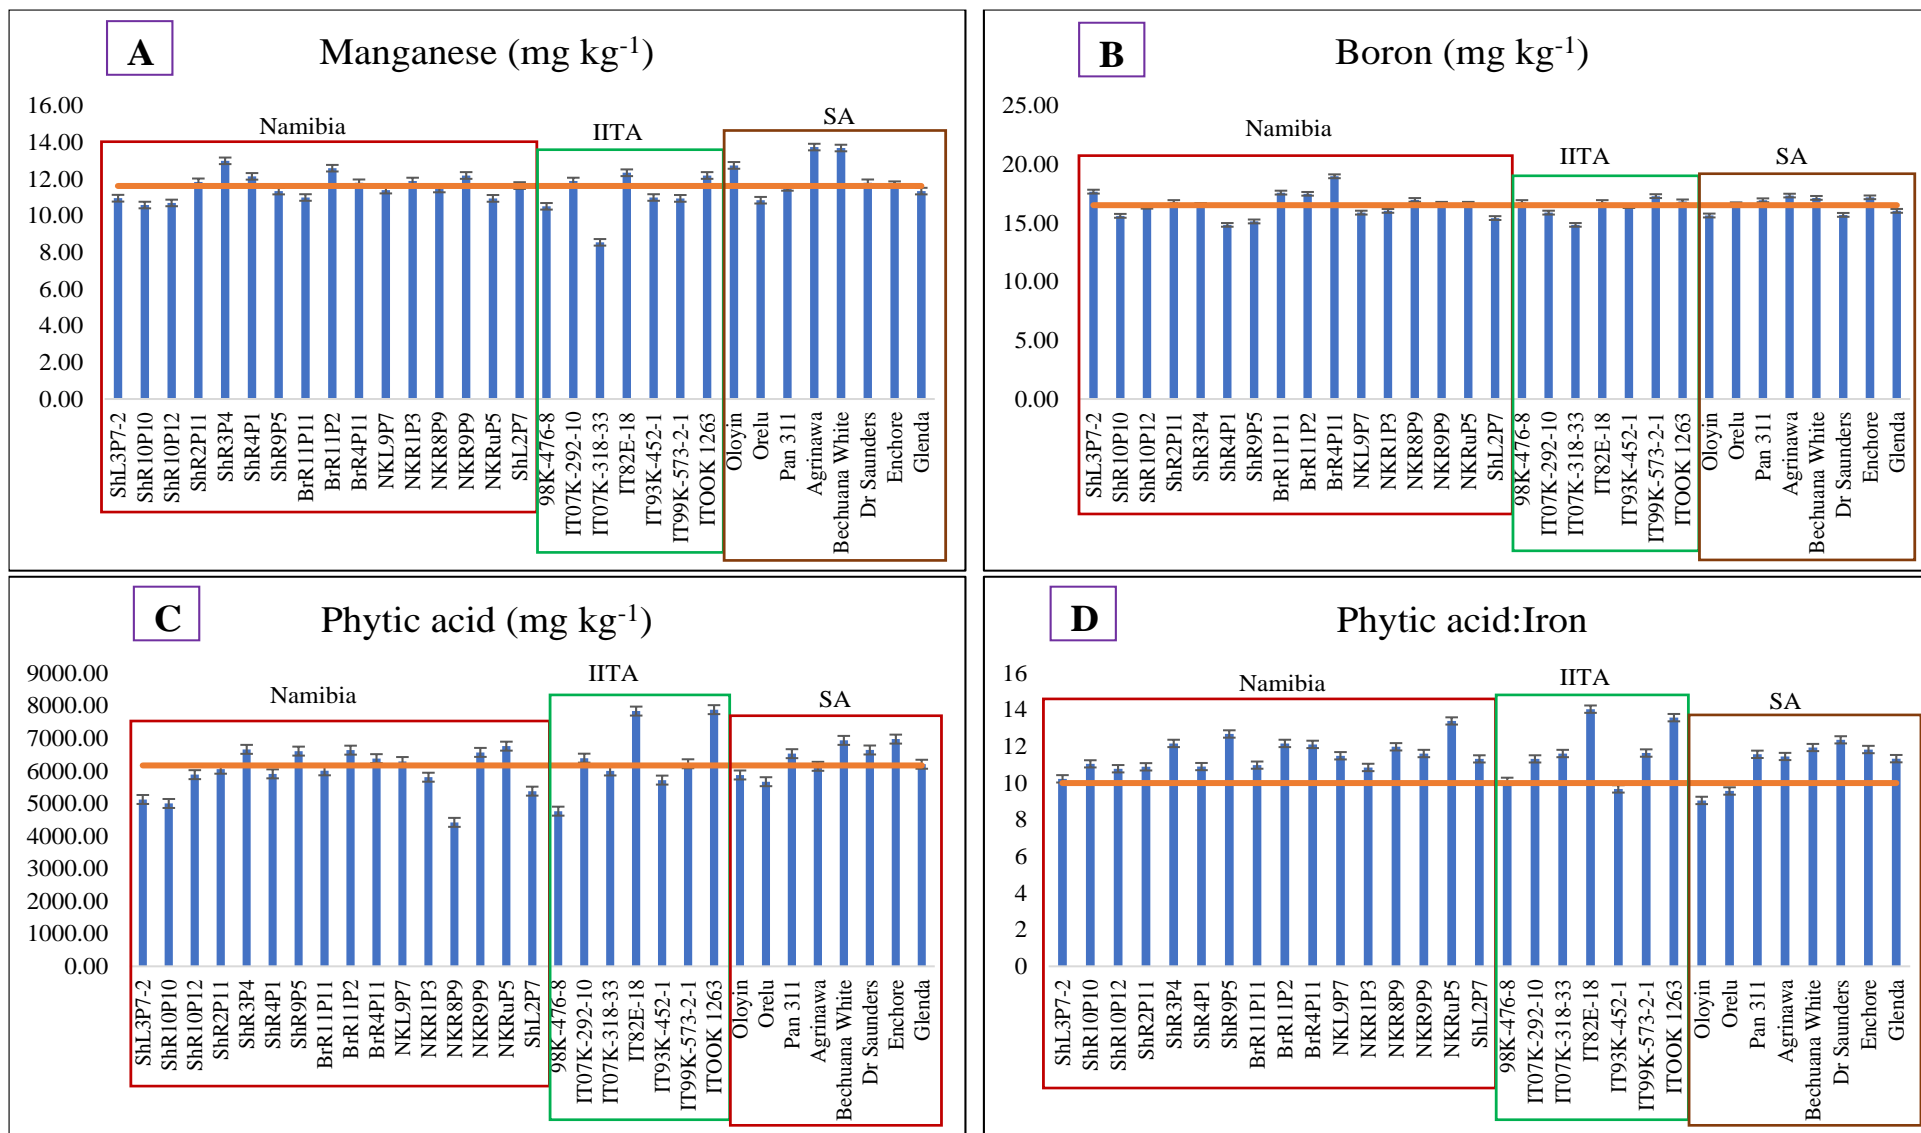 A
Manganese (mg kg-1)
16.00
14.00
12.00
10.00
8.00
6.00
4.00
2.00
0.00
Namibia
IITA
SA
ShL3P7-2
ShR10P10
ShR10P12
ShR2P11
ShR3P4
ShR4P1
ShR9P5
BrR11P11
BrR11P2
BrR4P11
NKL9P7
NKR1P3
NKR8P9
NKR9P9
NKRuP5
ShL2P7
98K-476-8
IT07K-292-10
IT07K-318-33
IT82E-18
IT93K-452-1
IT99K-573-2-1
ITOOK 1263
Oloyin
Orelu
Pan 311
Agrinawa
Bechuana White
Dr Saunders
Enchore
Glenda
B
Boron (mg kg-1)
25.00
20.00
15.00
10.00
5.00
0.00
Namibia
IITA
SA
ShL3P7-2
ShR10P10
ShR10P12
ShR2P11
ShR3P4
ShR4P1
ShR9P5
BrR11P11
BrR11P2
BrR4P11
NKL9P7
NKR1P3
NKR8P9
NKR9P9
NKRuP5
ShL2P7
98K-476-8
IT07K-292-10
IT07K-318-33
IT82E-18
IT93K-452-1
IT99K-573-2-1
ITOOK 1263
Oloyin
Orelu
Pan 311
Agrinawa
Bechuana White
Dr Saunders
Enchore
Glenda
C
Phytic acid (mg kg-1)
9000.00
8000.00
7000.00
6000.00
5000.00
4000.00
3000.00
2000.00
1000.00
0.00
Namibia
IITA
SA
ShL3P7-2
ShR10P10
ShR10P12
ShR2P11
ShR3P4
ShR4P1
ShR9P5
BrR11P11
BrR11P2
BrR4P11
NKL9P7
NKR1P3
NKR8P9
NKR9P9
NKRuP5
ShL2P7
98K-476-8
IT07K-292-10
IT07K-318-33
IT82E-18
IT93K-452-1
IT99K-573-2-1
ITOOK 1263
Oloyin
Orelu
Pan 311
Agrinawa
Bechuana White
Dr Saunders
Enchore
Glenda
D
Phytic acid:Iron
16
14
12
10
8
6
4
2
0
Namibia
IITA
SA
ShL3P7-2
ShR10P10
ShR10P12
ShR2P11
ShR3P4
ShR4P1
ShR9P5
BrR11P11
BrR11P2
BrR4P11
NKL9P7
NKR1P3
NKR8P9
NKR9P9
NKRuP5
ShL2P7
98K-476-8
IT07K-292-10
IT07K-318-33
IT82E-18
IT93K-452-1
IT99K-573-2-1
ITOOK 1263
Oloyin
Orelu
Pan 311
Agrinawa
Bechuana White
Dr Saunders
Enchore
Glenda